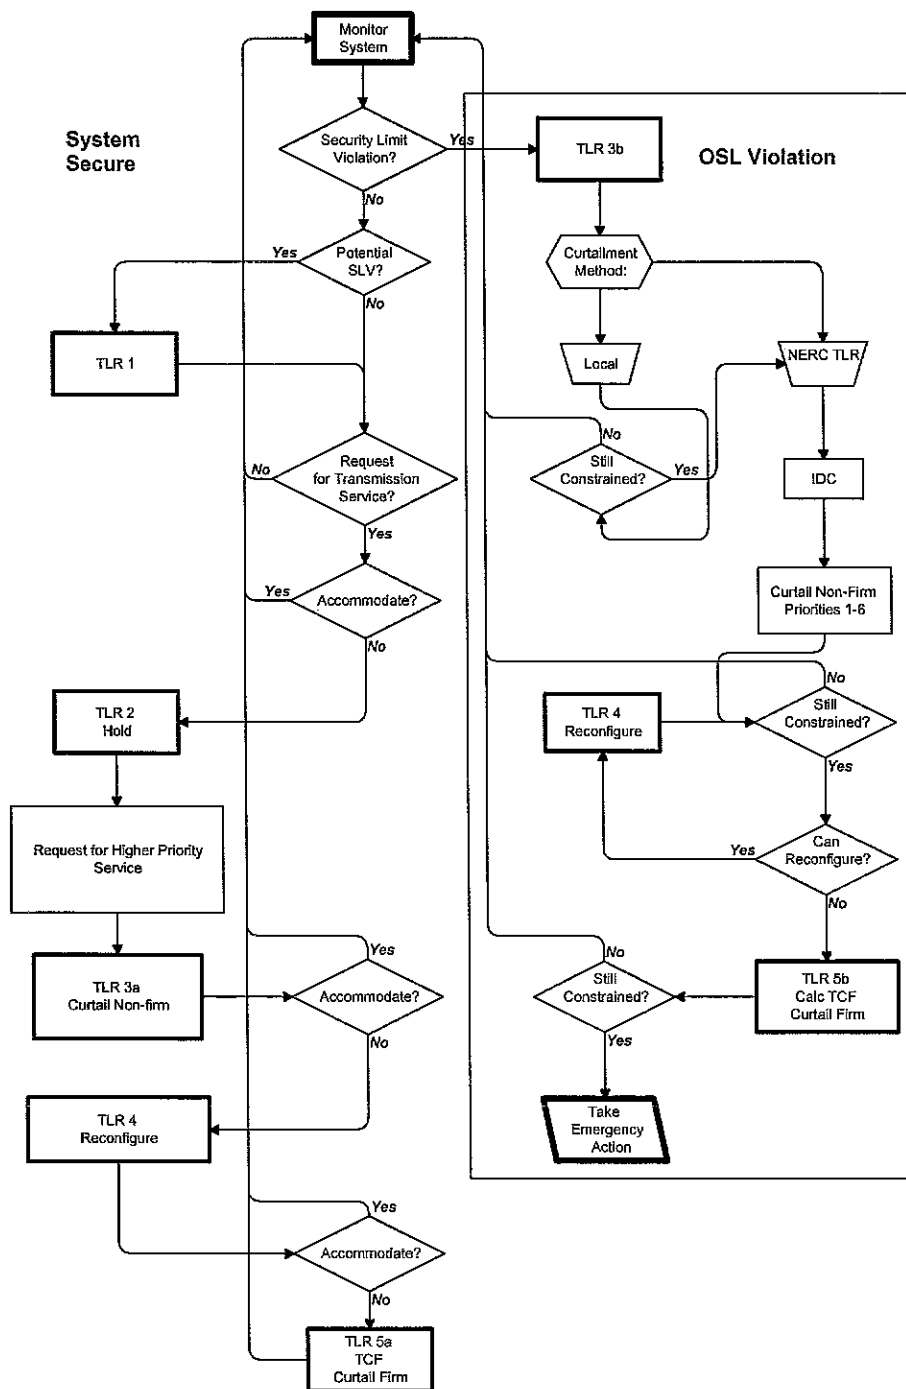 Monitor
System
System
Secure
Security Limit
Violation?
Yes
TLR 3b
OSL Violation
No
Yes
Potential
SLV?
Curtailment
Method:
No
TLR 1
Local
NERC TLR
No
Request
for Transmission
Service?
No
Still
Constrained?
Yes
IDC
Yes
Yes
Accommodate?
Curtail Non-Firm
Priorities 1-6
No
No
TLR 2
Hold
TLR 4
Reconfigure
Still
Constrained?
Yes
Request for Higher Priority
Service
Can
Reconfigure?
Yes
No
Yes
No
TLR 3a
Curtail Non-firm
Accommodate?
Still
Constrained?
TLR 5b
Calc TCF
Curtail Firm
No
Yes
TLR 4
Reconfigure
Take
Emergency
Action
Yes
Accommodate?
No
TLR 5a
TCF
Curtail Firm